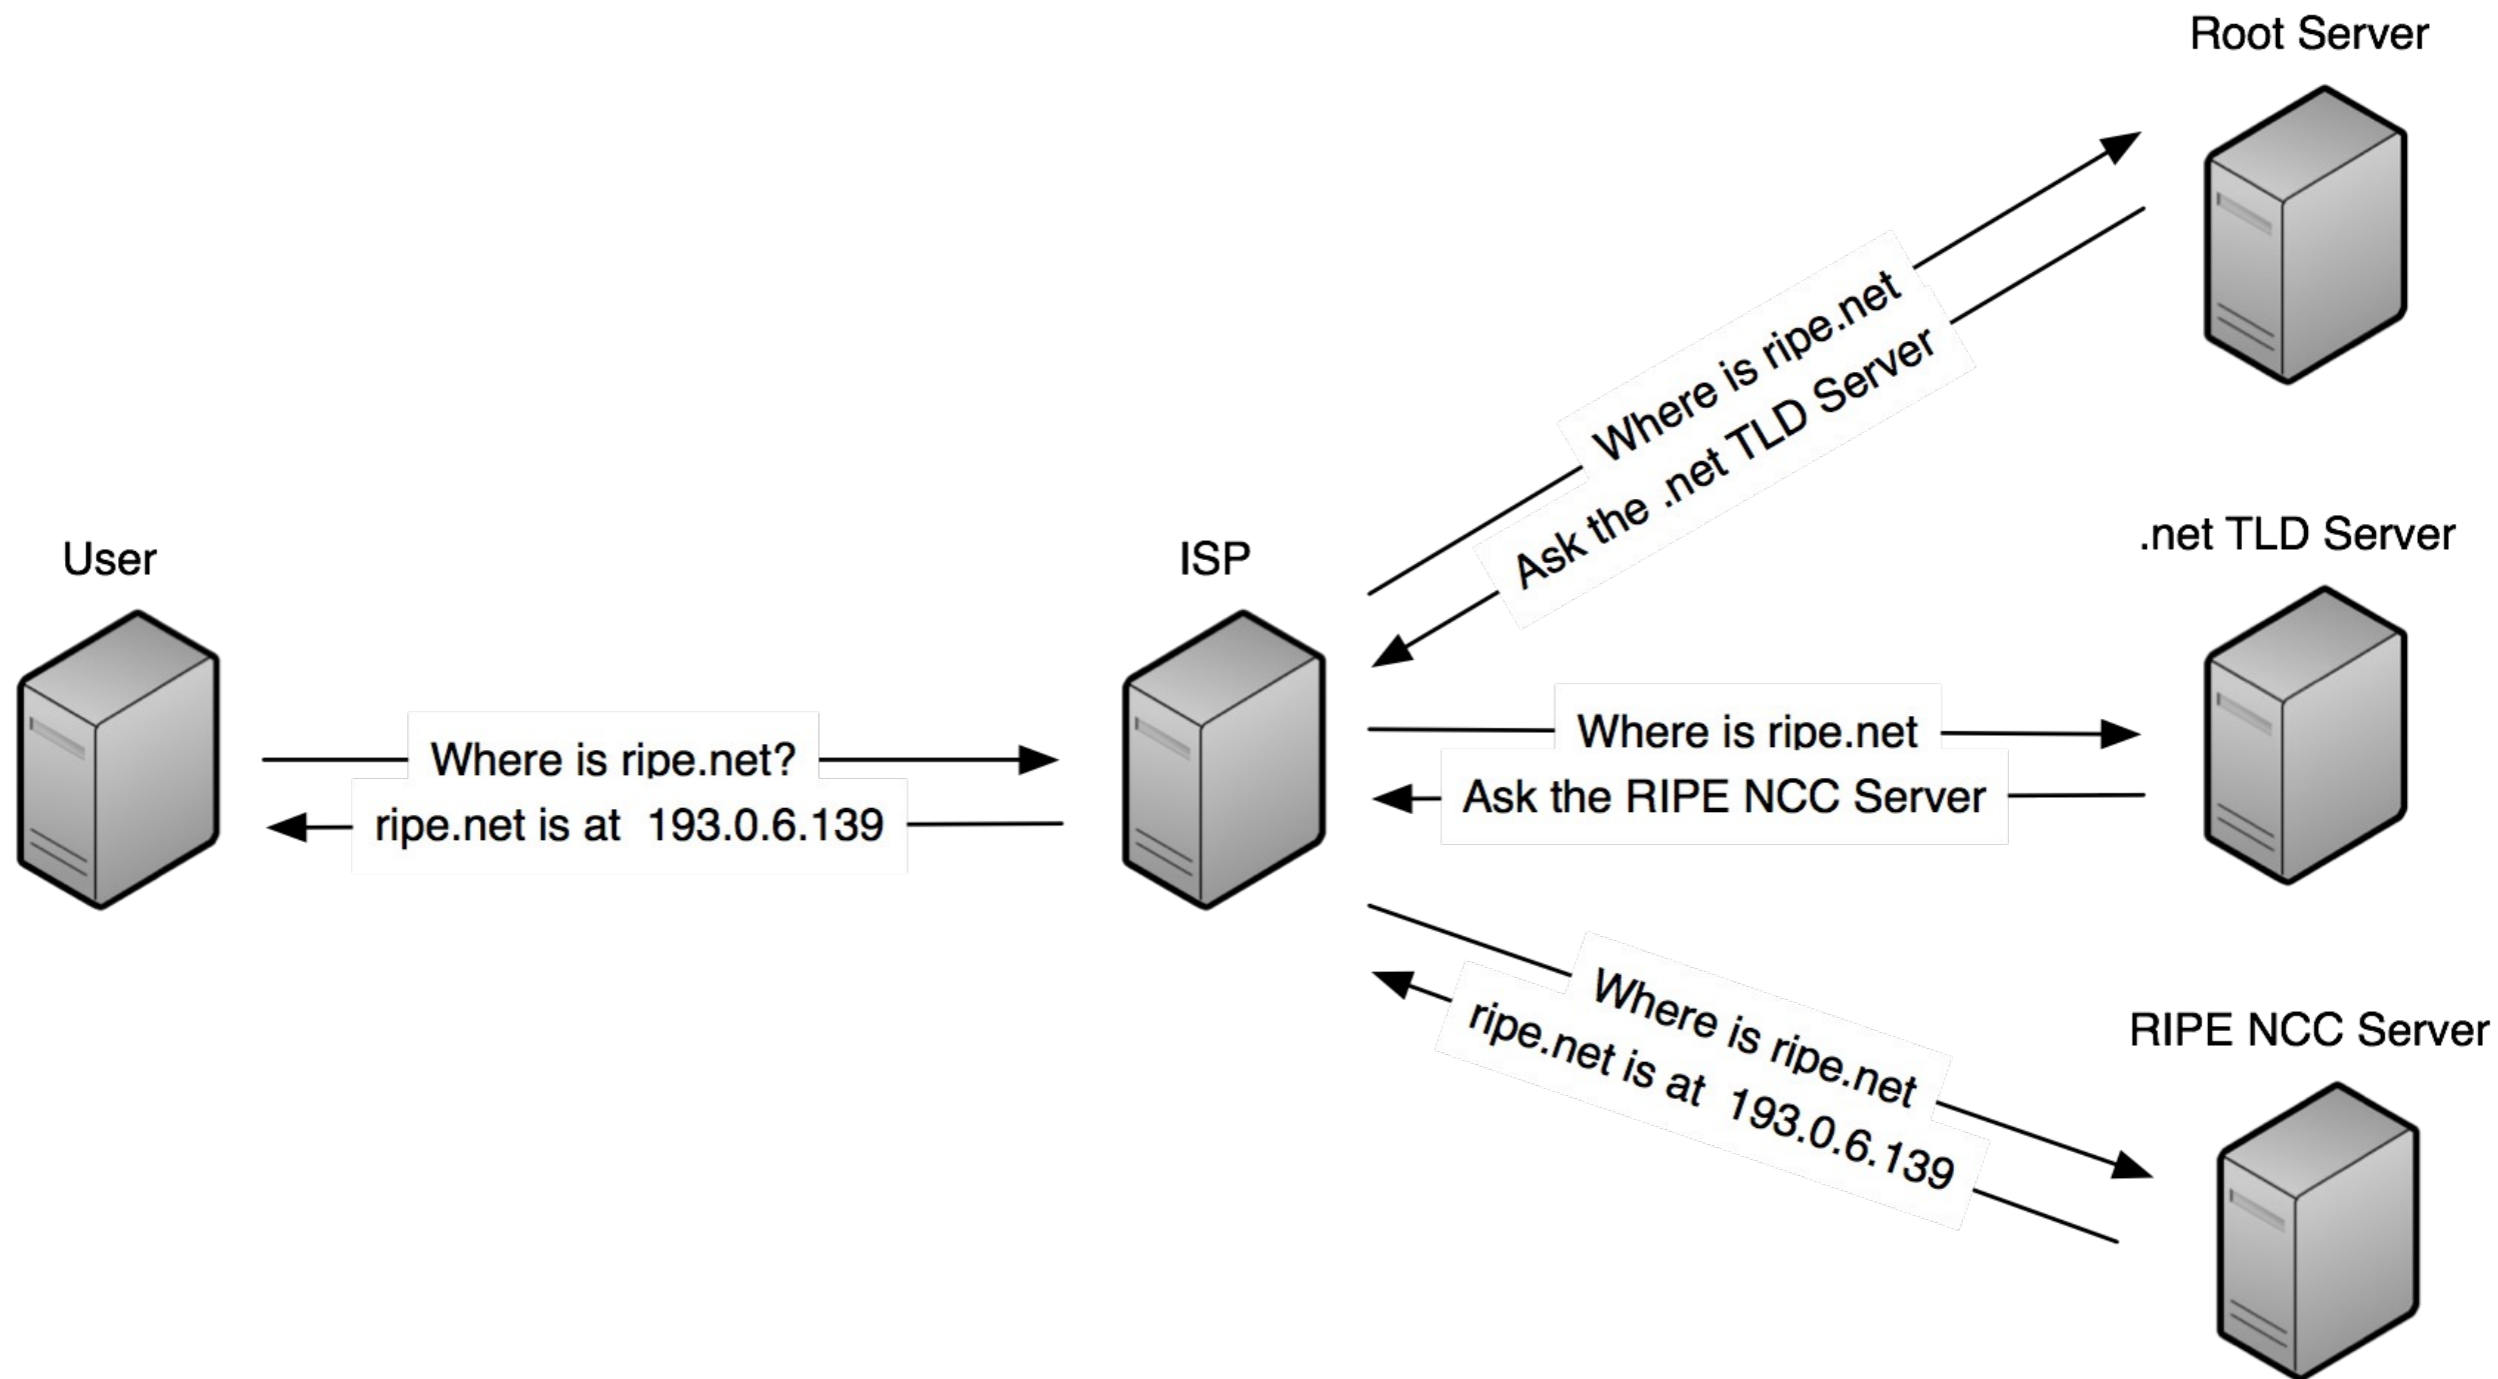 Root Server
Where is ripe.net
Ask the .net TLD Server
User
ISP
.net TLD Server
Where is ripe.net?
ripe.net is at 193.0.6.139
Where is ripe.net
Ask the RIPE NCC Server
Where is ripe.net
ripe.net is at 193.0.6.139
RIPE NCC Server